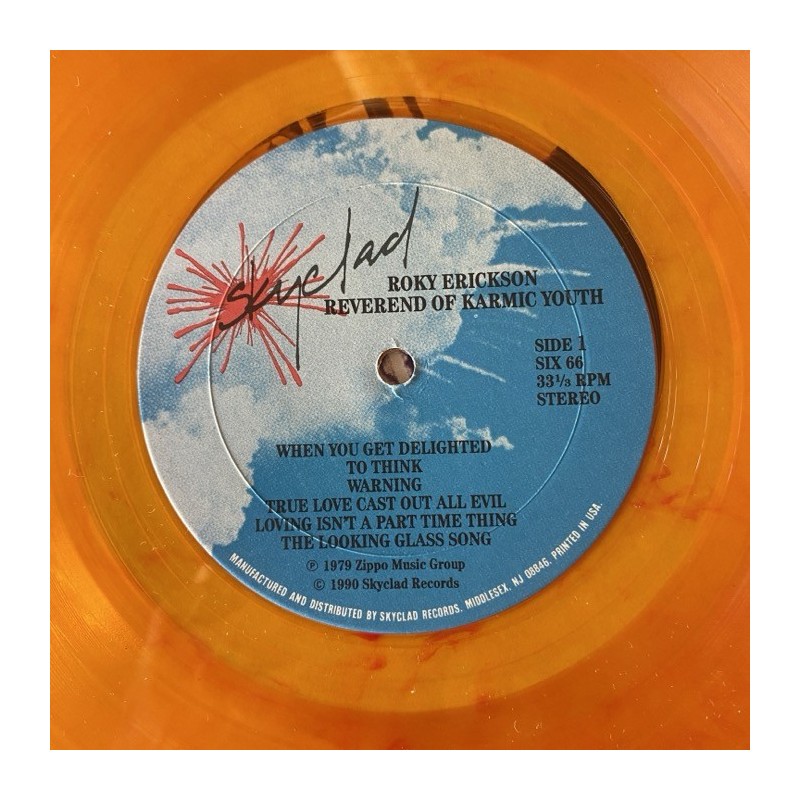 skyclad
ROKY ERICKSON
REVEREND OF KARMIC YOUTH
SIDE 1
SIX 66
33⅓ RPM
STEREO
WHEN YOU GET DELIGHTED
TO THINK
WARNING
TRUE LOVE CAST OUT ALL EVIL
LOVING ISN'T A PART TIME THING
THE LOOKING GLASS SONG
℗ 1979 Zippo Music Group
© 1990 Skyclad Records
MANUFACTURED AND DISTRIBUTED BY SKYCLAD RECORDS. MIDDLESEX, NJ 08846. PRINTED IN USA.